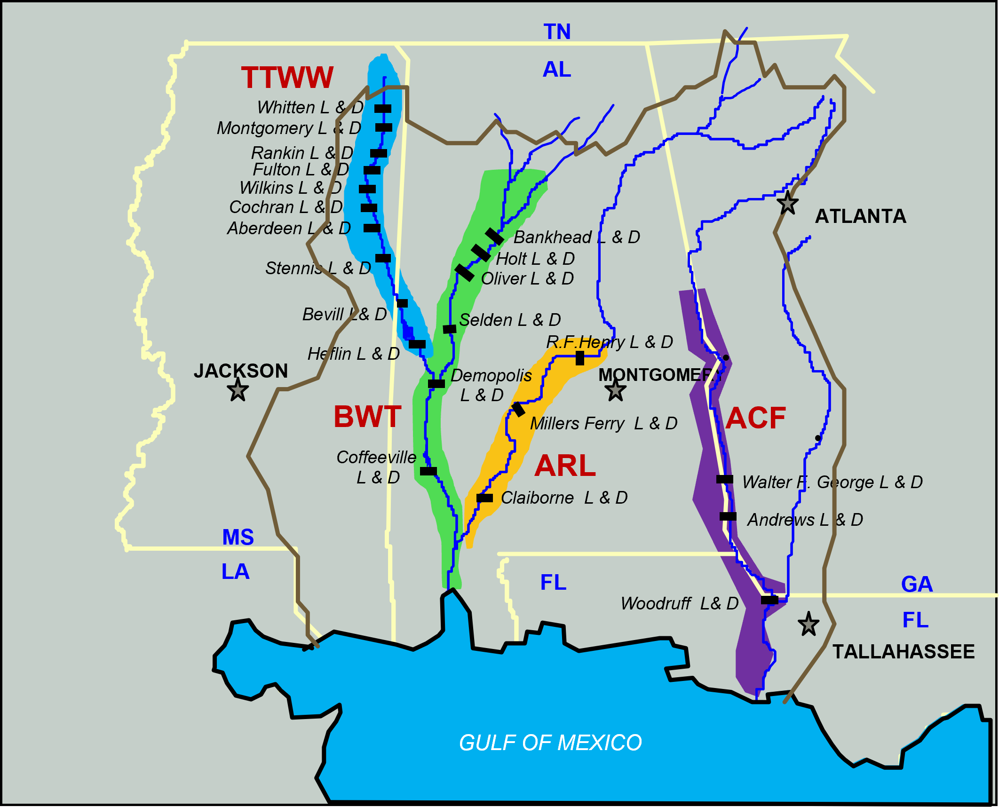 TN
AL
TTWW
Whitten L & D
Montgomery L & D
Rankin L & D
Fulton L & D
Wilkins L & D
Cochran L & D
Aberdeen L & D
Stennis L & D
Bevill L & D
Heflin L & D
ATLANTA
Bankhead L & D
Holt L & D
Oliver L & D
Selden L & D
R.F.Henry L & D
JACKSON
MONTGOMERY
Demopolis
L & D
BWT
ACF
Millers Ferry L & D
Coffeeville
L & D
ARL
Walter F. George L & D
Claiborne L & D
Andrews L & D
MS
LA
FL
GA
Woodruff L& D
FL
TALLAHASSEE
GULF OF MEXICO